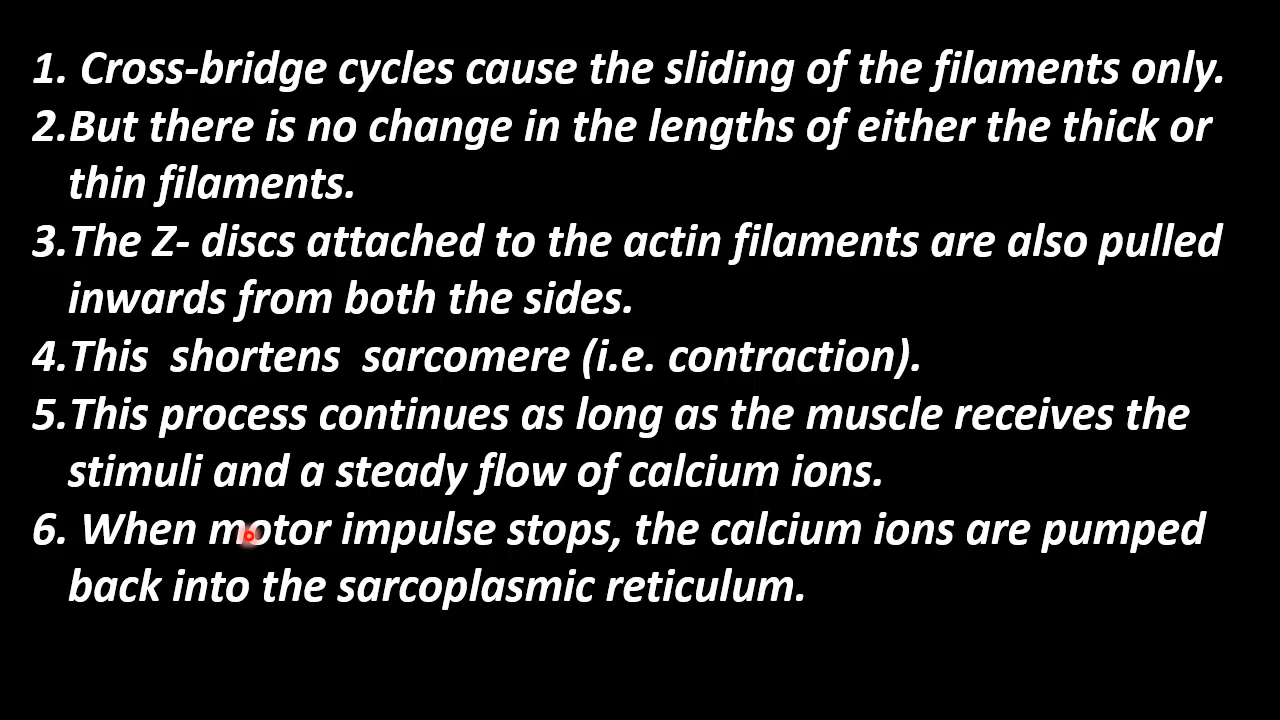 1. Cross-bridge cycles cause the sliding of the filaments only.
2.But there is no change in the lengths of either the thick or
thin filaments.
3.The Z- discs attached to the actin filaments are also pulled
inwards from both the sides.
4.This shortens sarcomere (i.e. contraction).
5.This process continues as long as the muscle receives the
stimuli and a steady flow of calcium ions.
6. When motor impulse stops, the calcium ions are pumped
back into the sarcoplasmic reticulum.